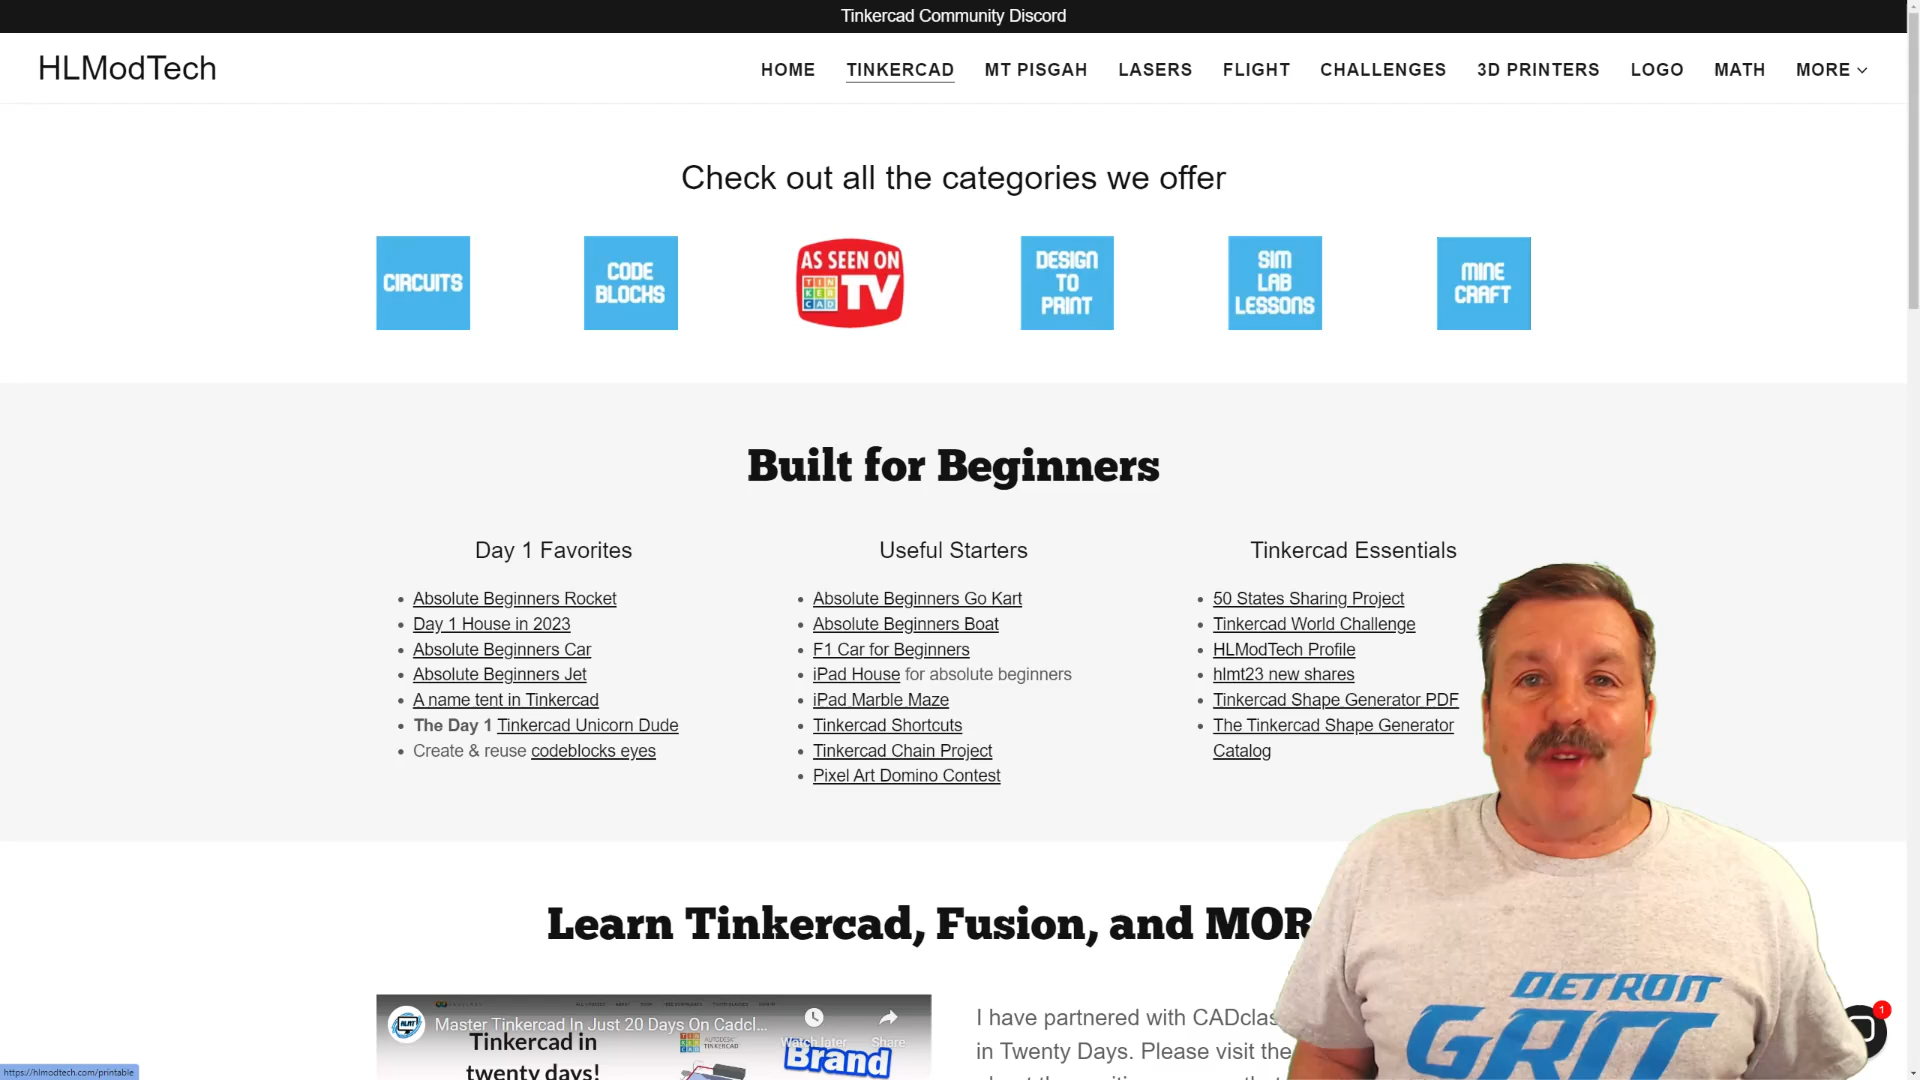 Tinkercad Community Discord
HLModTech
HOME TINKERCAD MT PISGAH LASERS FLIGHT CHALLENGES 3D PRINTERS LOGO MATH MORE
Check out all the categories we offer
CIRCUITS
CODE
BLOCKS
AS SEEN ON
TIN
KER
CAD
TV
DESIGN
TO
PRINT
SIM
LAB
LESSONS
MINE
CRAFT
Built for Beginners
Day 1 Favorites
Absolute Beginners Rocket
Day 1 House in 2023
Absolute Beginners Car
Absolute Beginners Jet
A name tent in Tinkercad
The Day 1 Tinkercad Unicorn Dude
Create & reuse codeblocks eyes
Useful Starters
Absolute Beginners Go Kart
Absolute Beginners Boat
F1 Car for Beginners
iPad House for absolute beginners
iPad Marble Maze
Tinkercad Shortcuts
Tinkercad Chain Project
Pixel Art Domino Contest
Tinkercad Essentials
50 States Sharing Project
Tinkercad World Challenge
HLModTech Profile
hlmt23 new shares
Tinkercad Shape Generator PDF
The Tinkercad Shape Generator
Catalog
Learn Tinkercad, Fusion, and MOR
HLMT
Master Tinkercad In Just 20 Days On Cadcl...
Watch later
Share
Tinkercad in
twenty days!
AUTODESK
TINKERCAD
Brand
I have partnered with CADclas
in Twenty Days. Please visit the
DETROIT
GRIT
1
https://hlmodtech.com/printable